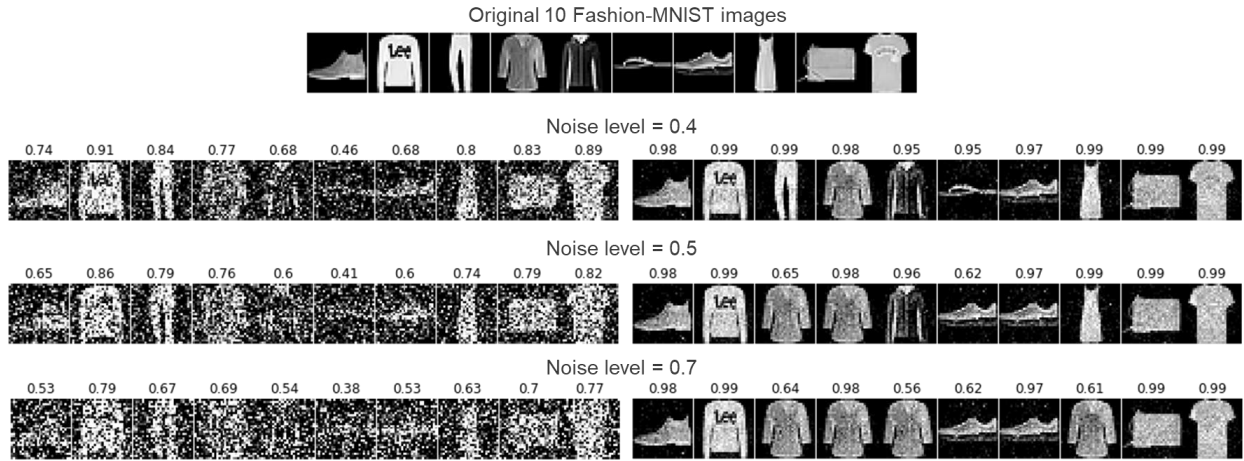 Original 10 Fashion-MNIST images
Lee
Noise level = 0.4
0.74 0.91 0.84 0.77 0.68 0.46 0.68 0.8 0.83 0.89 0.98 0.99 0.99 0.98 0.95 0.95 0.97 0.99 0.99 0.99
Lee Lee
Noise level = 0.5
0.65 0.86 0.79 0.76 0.6 0.41 0.6 0.74 0.79 0.82 0.98 0.99 0.65 0.98 0.96 0.62 0.97 0.99 0.99 0.99
Lee
Noise level = 0.7
0.53 0.79 0.67 0.69 0.54 0.38 0.53 0.63 0.7 0.77 0.98 0.99 0.64 0.98 0.56 0.62 0.97 0.61 0.99 0.99
Lee